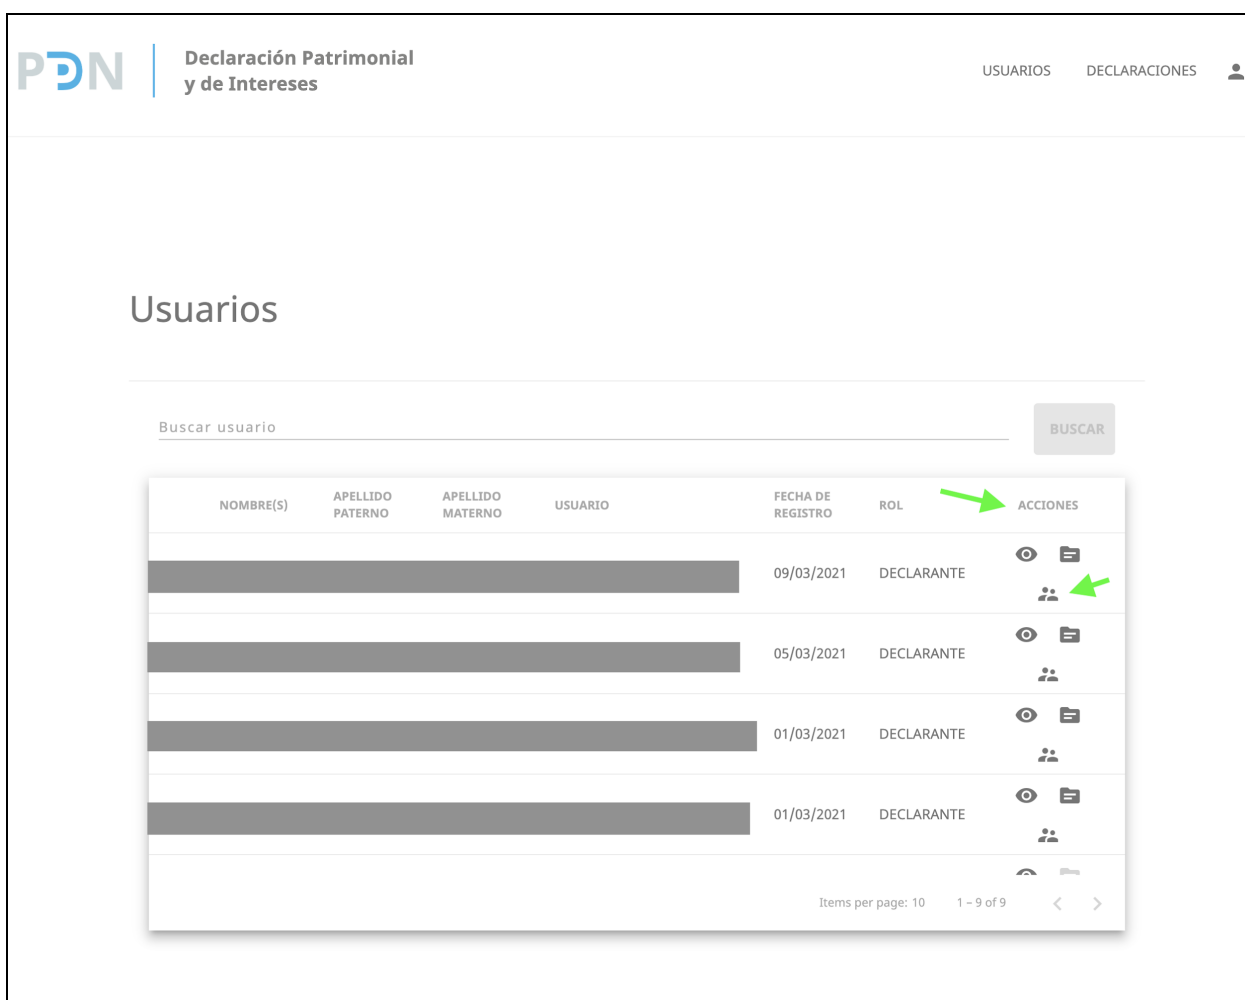 PDN
Declaración Patrimonial
y de Intereses
USUARIOS DECLARACIONES
Usuarios
Buscar usuario
BUSCAR
NOMBRE(S) APELLIDO PATERNO APELLIDO MATERNO USUARIO FECHA DE REGISTRO ROL ACCIONES
09/03/2021 DECLARANTE
05/03/2021 DECLARANTE
01/03/2021 DECLARANTE
01/03/2021 DECLARANTE
Items per page: 10 1 – 9 of 9